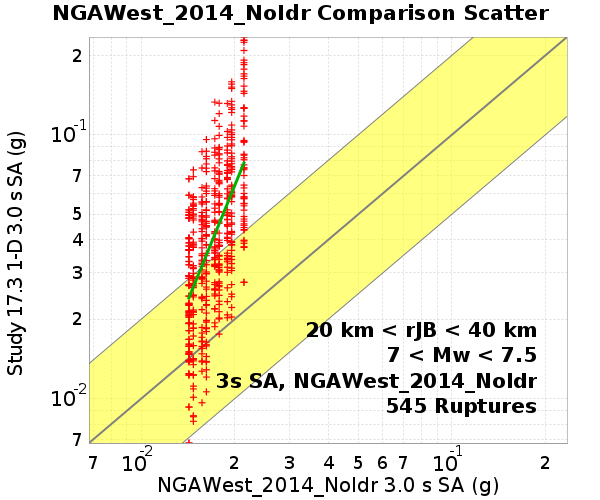 NGAWest_2014_NoIdr Comparison Scatter
Study 17.3 1-D 3.0 s SA (g)
2
10-1
7
5
4
3
2
10-2
7
20 km < rJB < 40 km
7 < Mw < 7.5
3s SA, NGAWest_2014_NoIdr
545 Ruptures
7 10-2 2 3 4 5 6 7 10-1 2
NGAWest_2014_NoIdr 3.0 s SA (g)